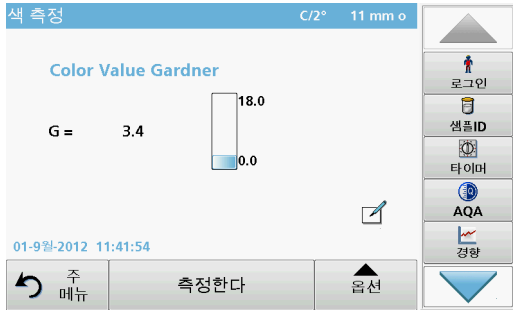 색 측정 C/2° 11 mm o
Color Value Gardner
18.0
G = 3.4
0.0
01-9월-2012 11:41:54
주
메뉴
측정한다
옵션
로그인
샘플ID
타이머
AQA
경향